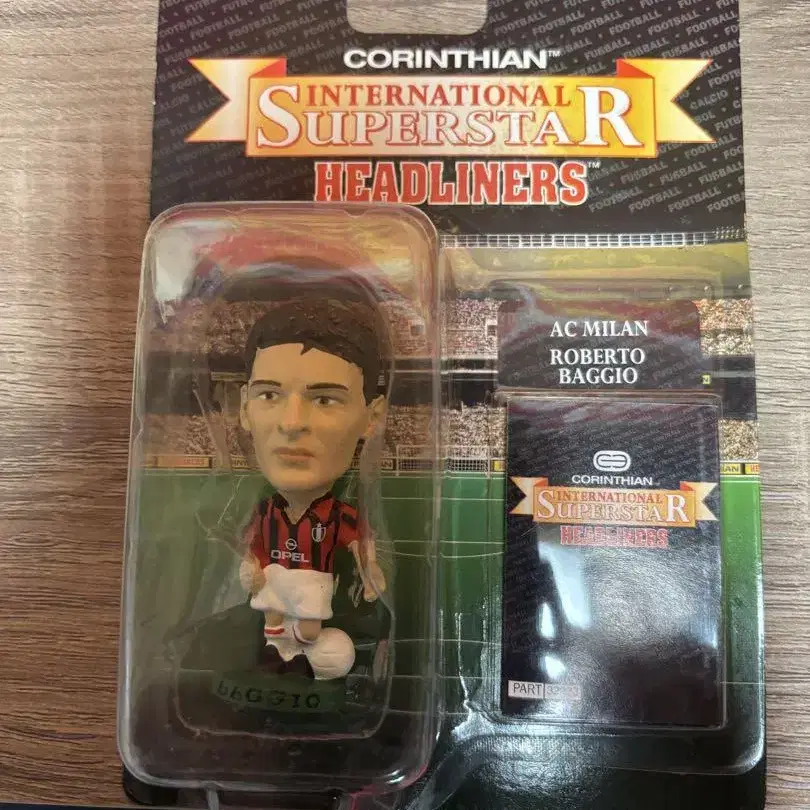 CORINTHIAN™
INTERNATIONAL
SUPERSTAR
HEADLINERS™
AC MILAN
ROBERTO
BAGGIO
CORINTHIAN
INTERNATIONAL
SUPERSTAR
HEADLINERS
OPEL
BAGGIO
PART